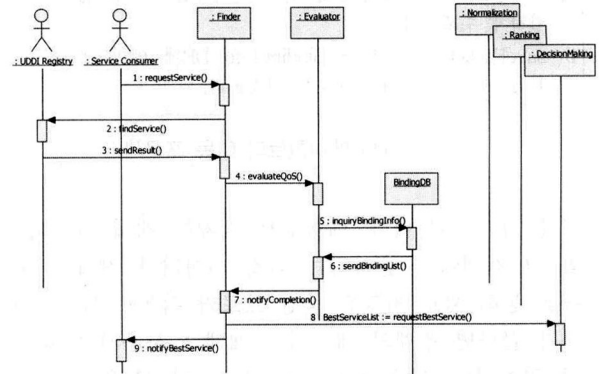 : Finder
: Evaluator
: Normalization
: Ranking
: DecisionMaking
: UDDI Registry
: Service Consumer
1 : requestService()
2 : findService()
3 : sendResult()
4 : evaluateQoS()
BindingDB
5 : inquiryBindingInfo()
6 : sendBindingList()
7 : notifyCompletion()
8 : BestServiceList := requestBestService()
9 : notifyBestService()